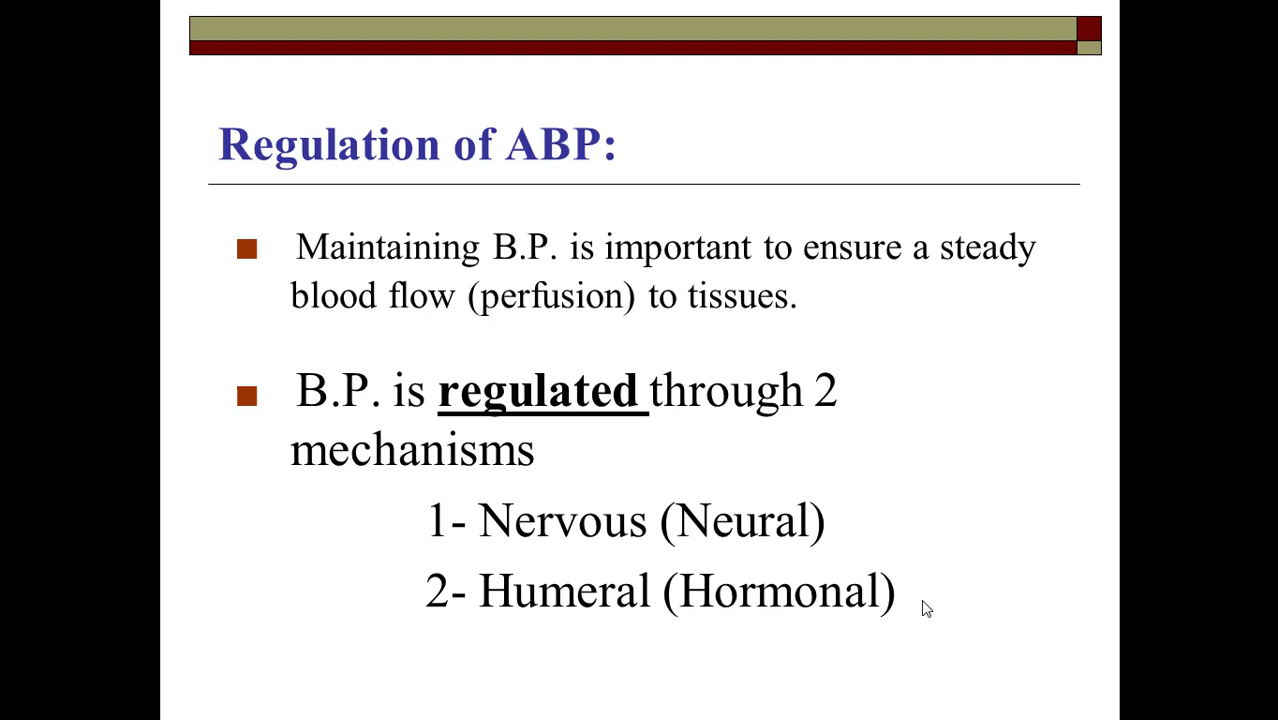 Regulation of ABP:
Maintaining B.P. is important to ensure a steady
blood flow (perfusion) to tissues.
B.P. is regulated through 2
mechanisms
1- Nervous (Neural)
2- Humeral (Hormonal)